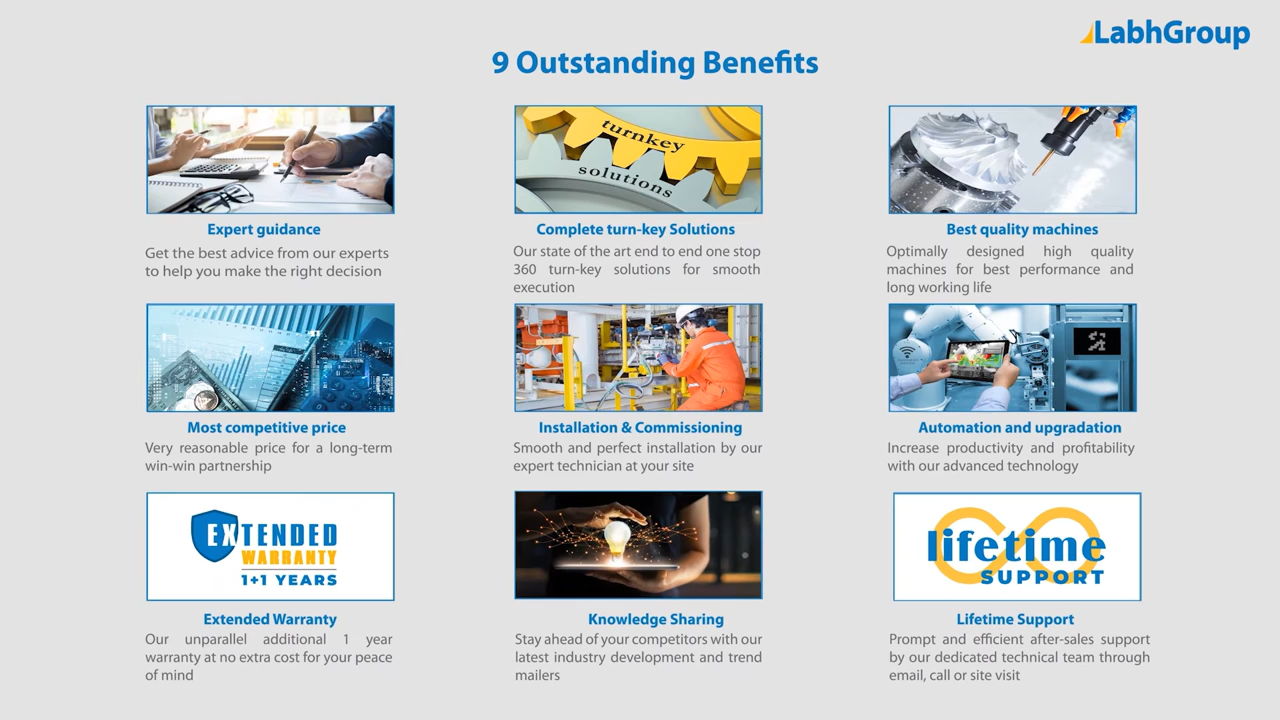 LabhGroup
9 Outstanding Benefits
turnkey
solutions
Expert guidance
Get the best advice from our experts
to help you make the right decision
Complete turn-key Solutions
Our state of the art end to end one stop
360 turn-key solutions for smooth
execution
Best quality machines
Optimally designed high quality
machines for best performance and
long working life
Most competitive price
Very reasonable price for a long-term
win-win partnership
Installation & Commissioning
Smooth and perfect installation by our
expert technician at your site
Automation and upgradation
Increase productivity and profitability
with our advanced technology
EXTENDED
WARRANTY
1+1 YEARS
Extended Warranty
Our unparallel additional 1 year
warranty at no extra cost for your peace
of mind
Knowledge Sharing
Stay ahead of your competitors with our
latest industry development and trend
mailers
lifetime
SUPPORT
Lifetime Support
Prompt and efficient after-sales support
by our dedicated technical team through
email, call or site visit